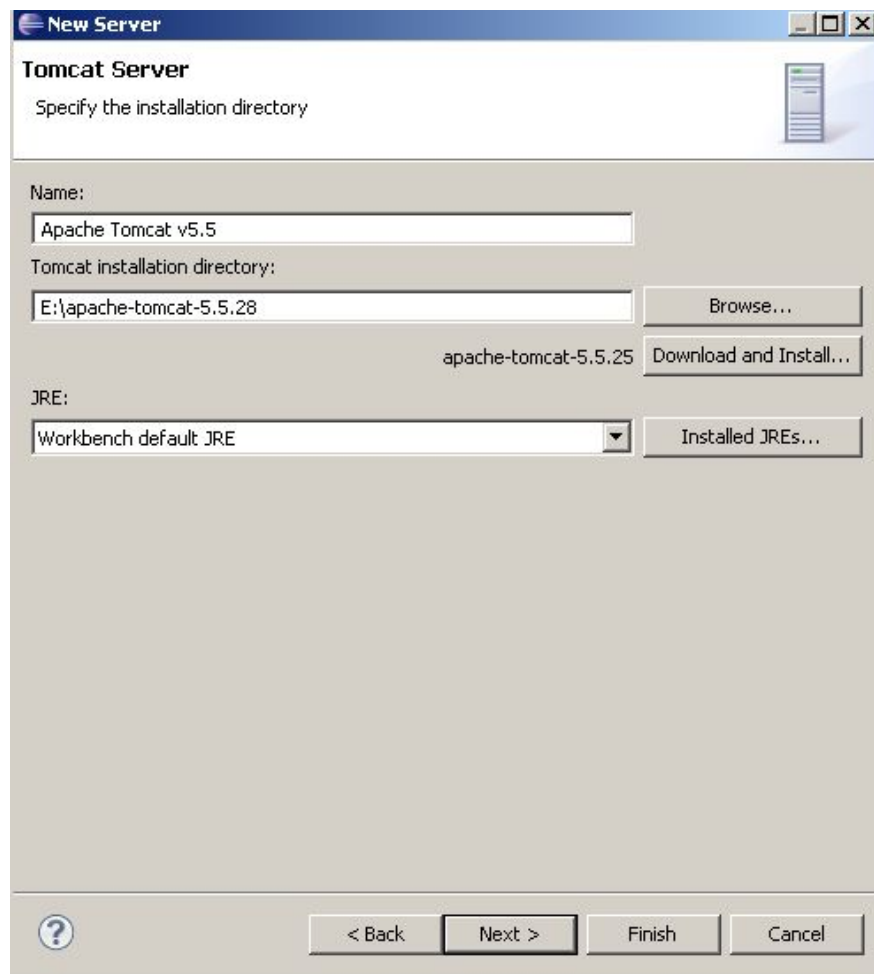 New Server
Tomcat Server
Specify the installation directory
Name:
Apache Tomcat v5.5
Tomcat installation directory:
E:\apache-tomcat-5.5.28
Browse...
apache-tomcat-5.5.25 Download and Install...
JRE:
Workbench default JRE
Installed JREs...
?
< Back Next > Finish Cancel